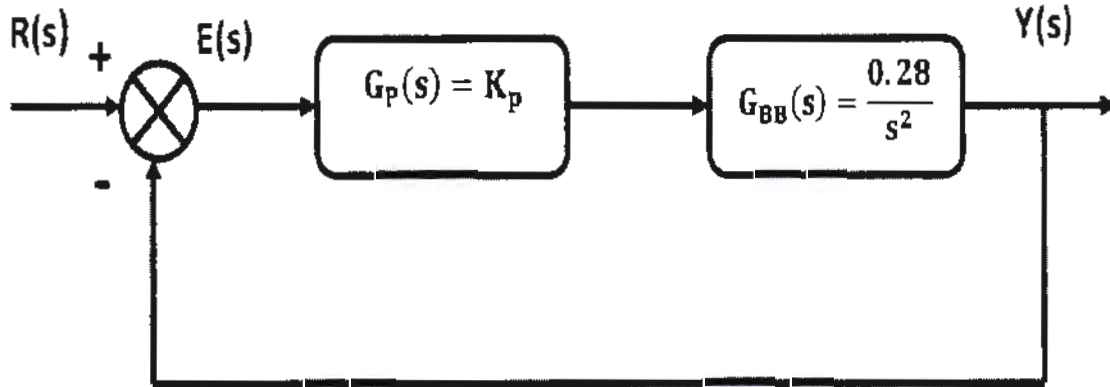 R(s)
+
E(s)
G_P(s) = K_p
G_BB(s) = 0.28 / s²
Y(s)
-